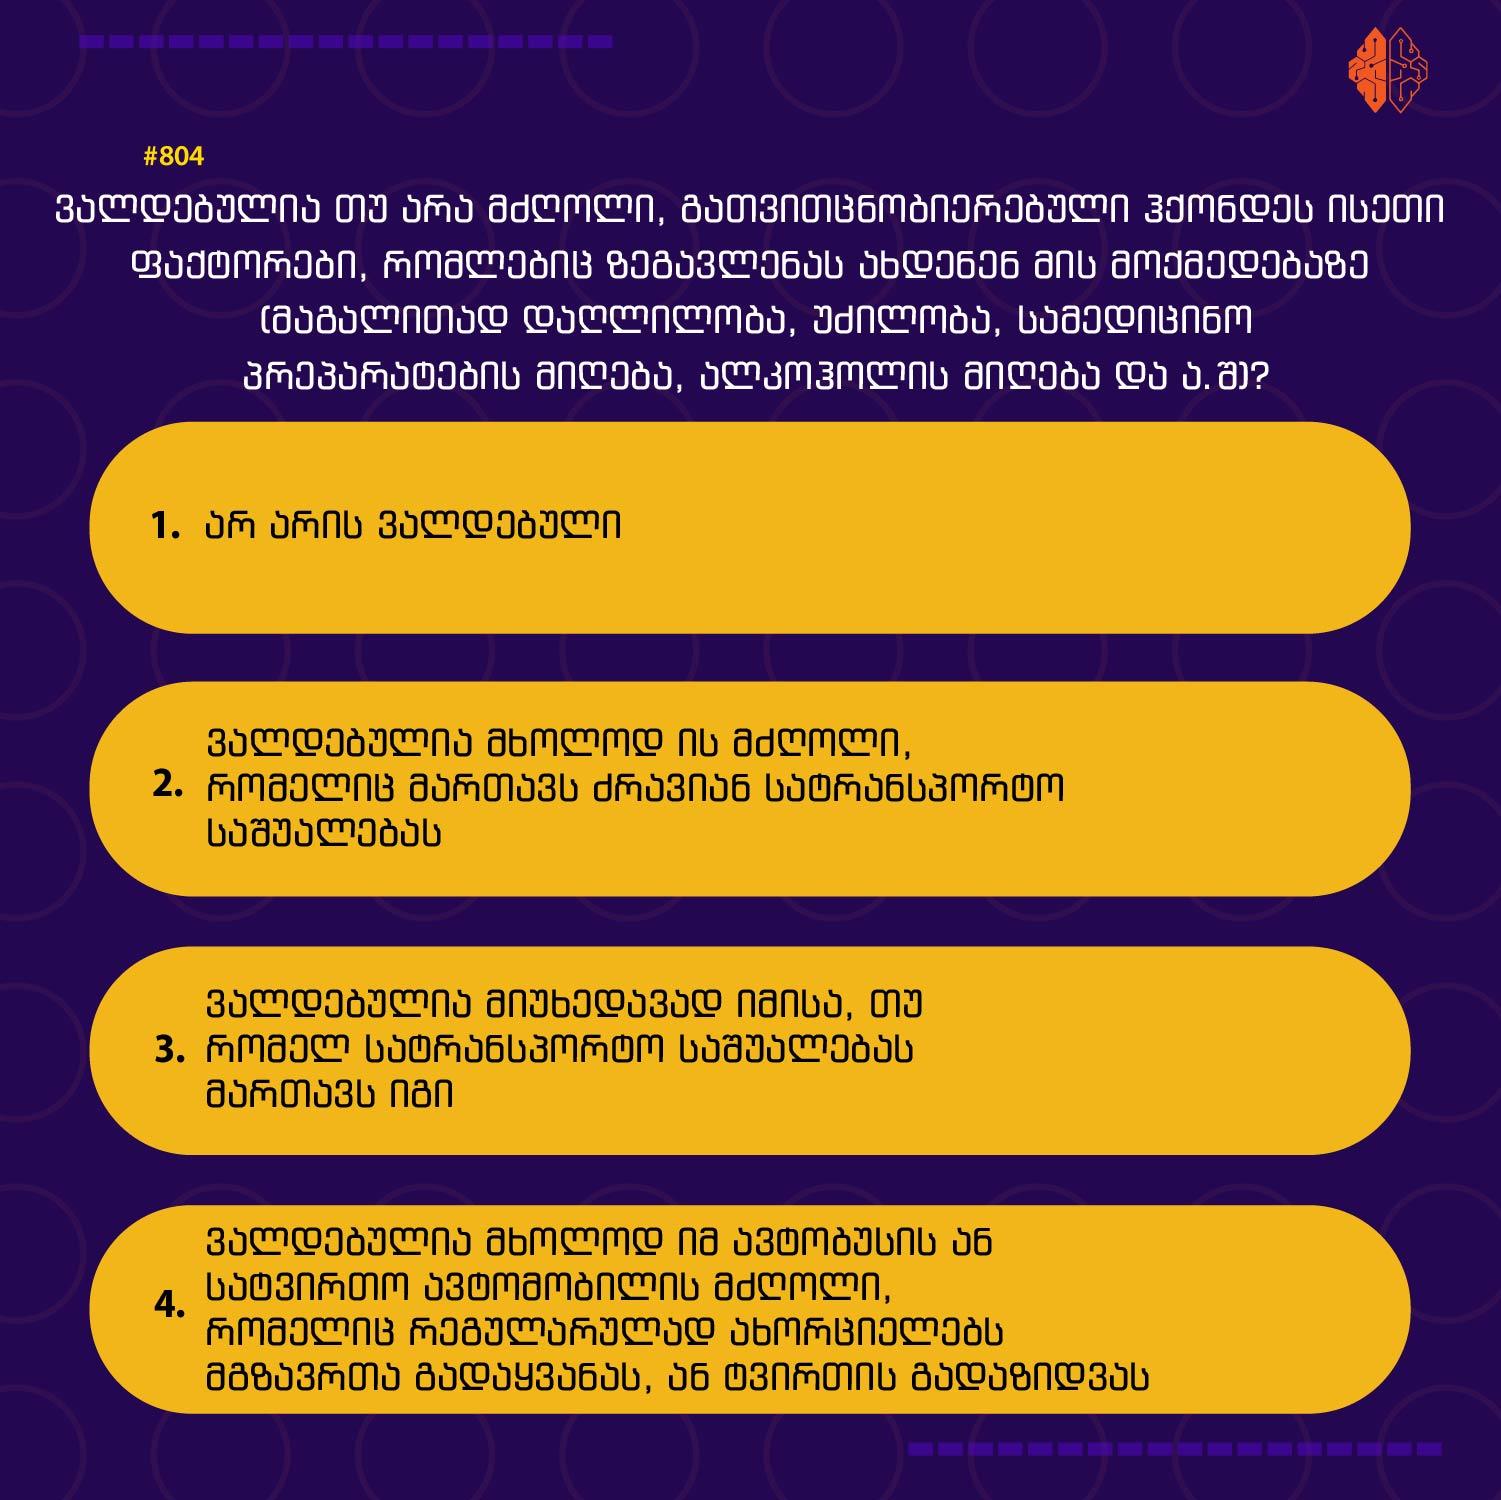 #804
ვალდებულია თუ არა მძღოლი, გათვითცნობიერებული ჰქონდეს ისეთი
ფაქტორები, რომლებიც ზეგავლენას ახდენენ მის მოქმედებაზე
(მაგალითად დაღლილობა, უძილობა, სამედიცინო
პრეპარატების მიღება, ალკოჰოლის მიღება და ა.შ)?
1. არ არის ვალდებული
ვალდებულია მხოლოდ ის მძღოლი,
2. რომელიც მართავს ძრავიან სატრანსპორტო
საშუალებას
ვალდებულია მიუხედავად იმისა, თუ
3. რომელ სატრანსპორტო საშუალებას
მართავს იგი
ვალდებულია მხოლოდ იმ ავტობუსის ან
სატვირთო ავტომობილის მძღოლი,
4. რომელიც რეგულარულად ახორციელებს
მგზავრთა გადაყვანას, ან ტვირთის გადაზიდვას